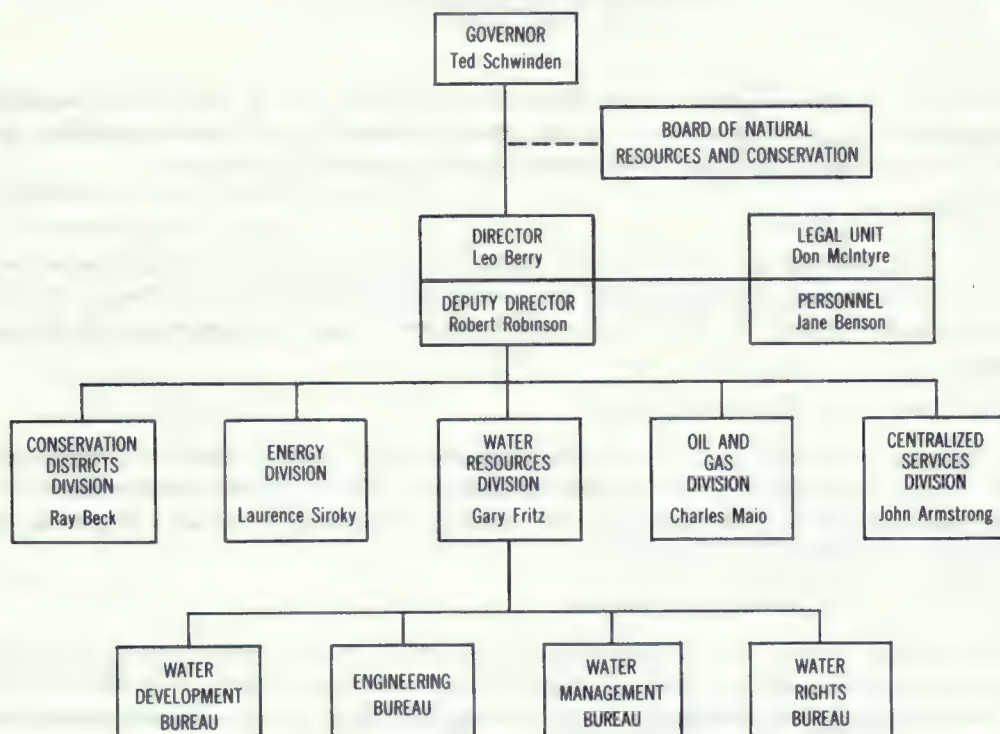 GOVERNOR
Ted Schwinden
BOARD OF NATURAL
RESOURCES AND CONSERVATION
DIRECTOR
Leo Berry
DEPUTY DIRECTOR
Robert Robinson
LEGAL UNIT
Don McIntyre
PERSONNEL
Jane Benson
CONSERVATION
DISTRICTS
DIVISION
Ray Beck
ENERGY
DIVISION
Laurence Siroky
WATER
RESOURCES
DIVISION
Gary Fritz
OIL AND
GAS
DIVISION
Charles Maio
CENTRALIZED
SERVICES
DIVISION
John Armstrong
WATER
DEVELOPMENT
BUREAU
ENGINEERING
BUREAU
WATER
MANAGEMENT
BUREAU
WATER
RIGHTS
BUREAU